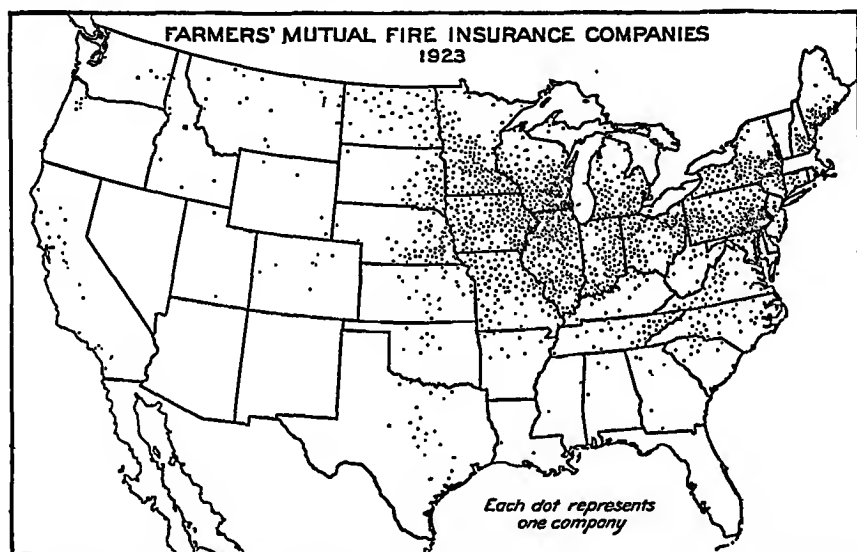 FARMERS' MUTUAL FIRE INSURANCE COMPANIES
1923
Each dot represents
one company